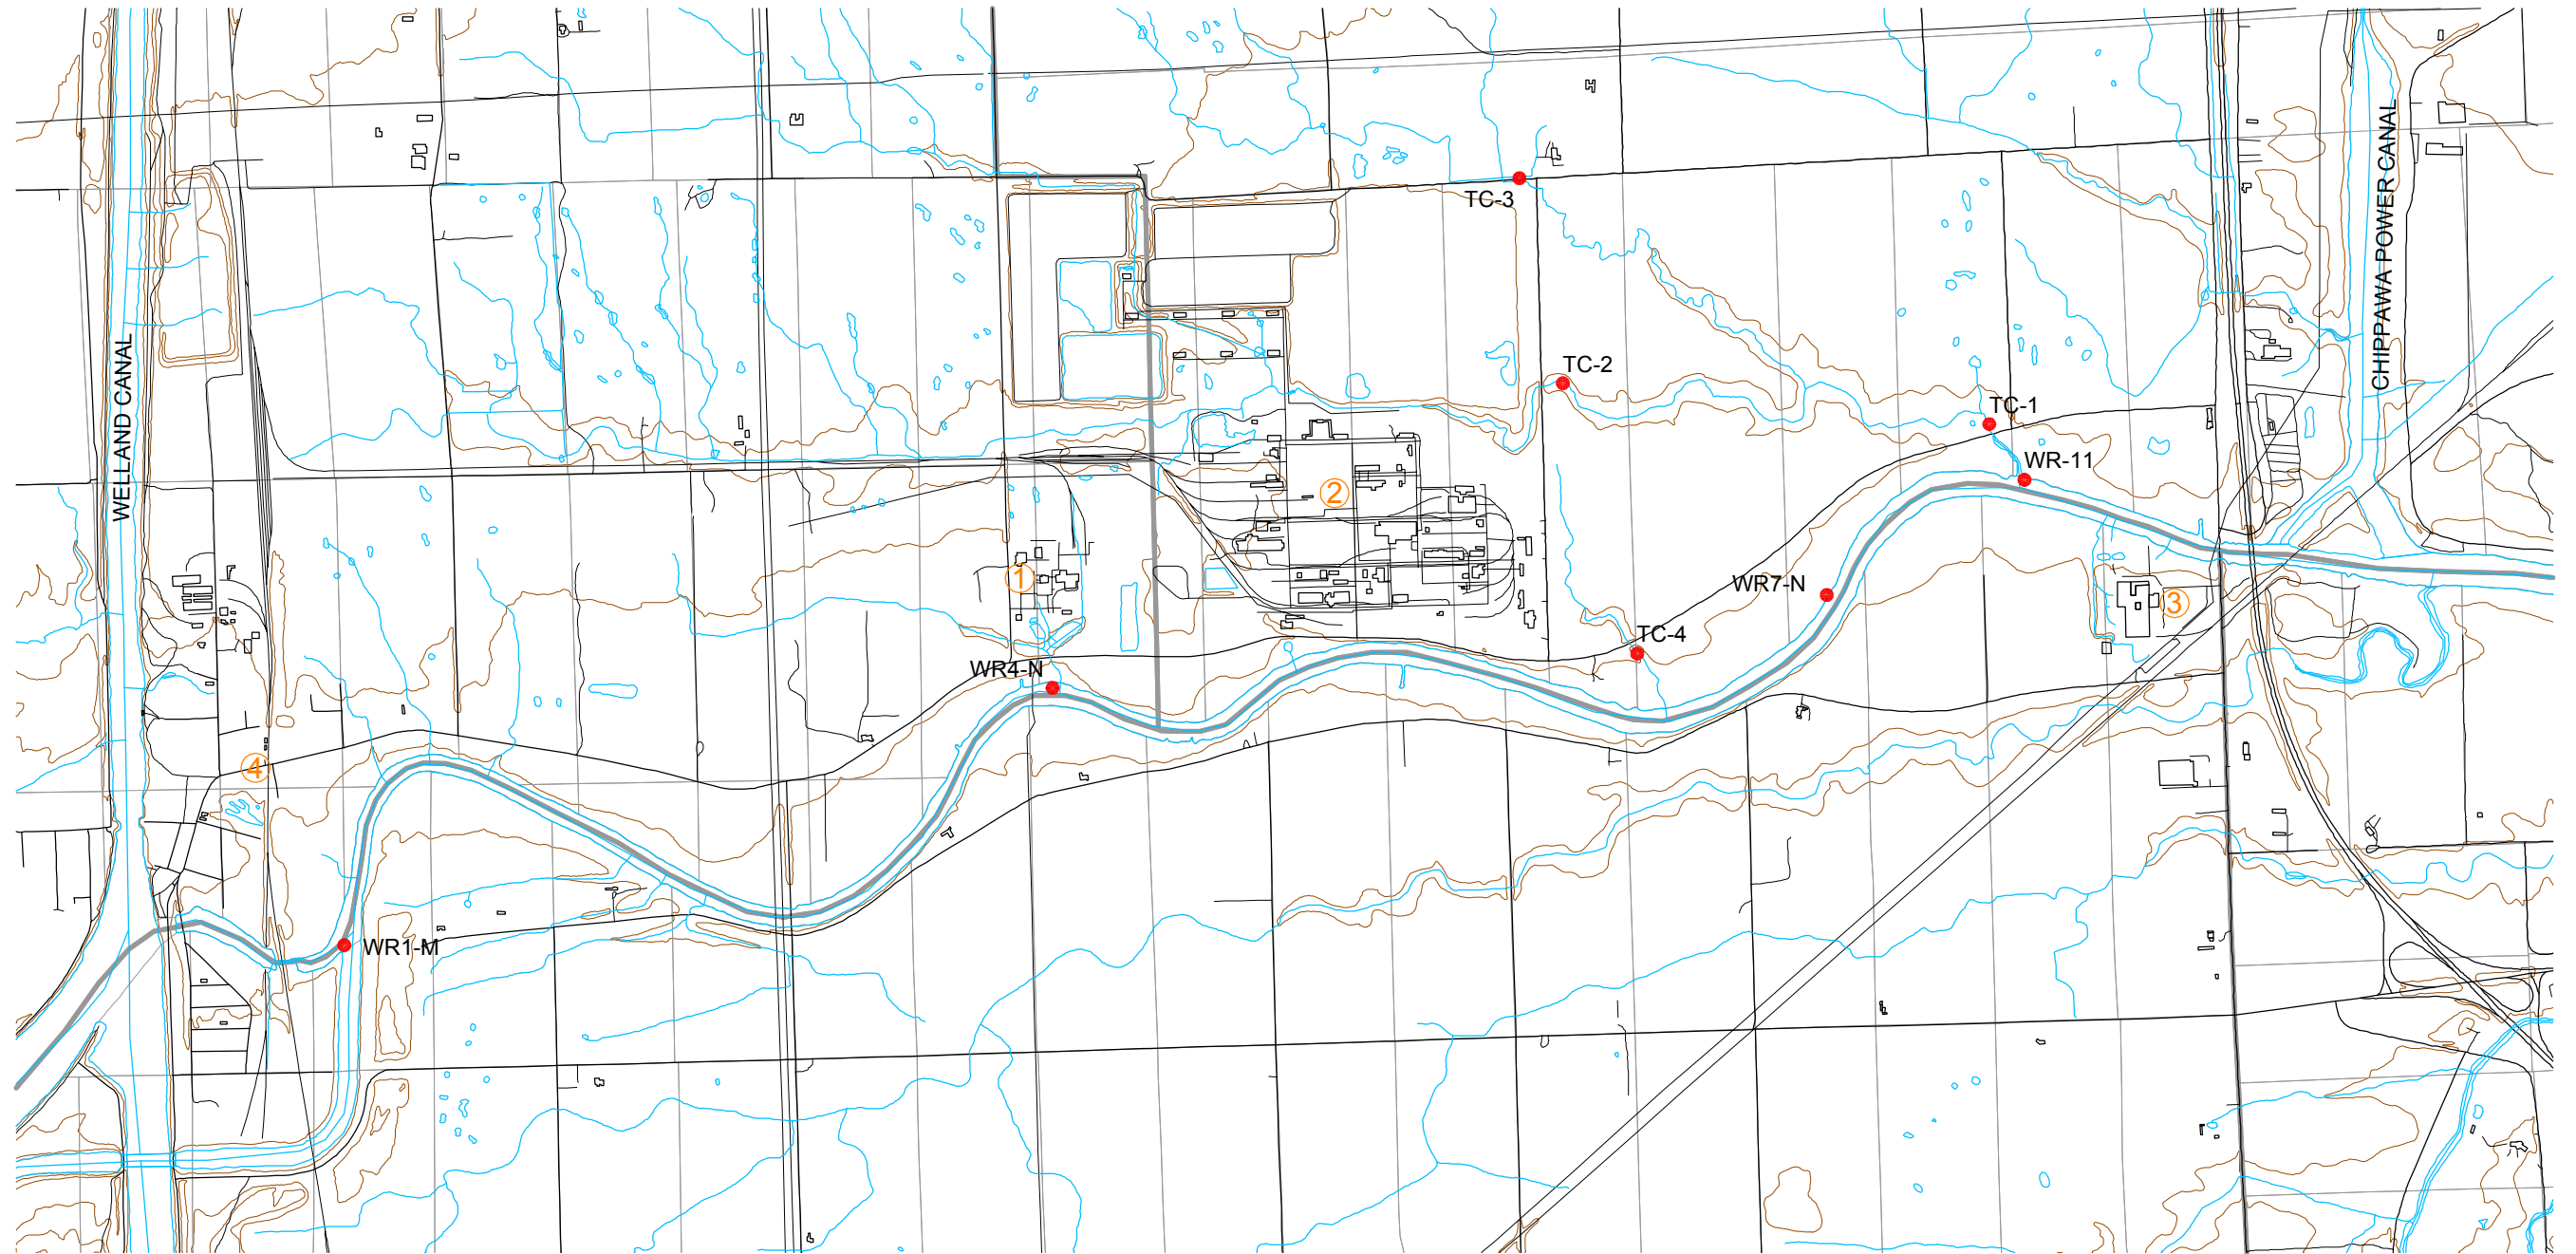 CHIPPAWA POWER CANAL
TC-3
WELLAND CANAL
TC-2
TC-1
WR-11
2
1
WR7-N
3
TC-4
WR4-N
4
WR1-M